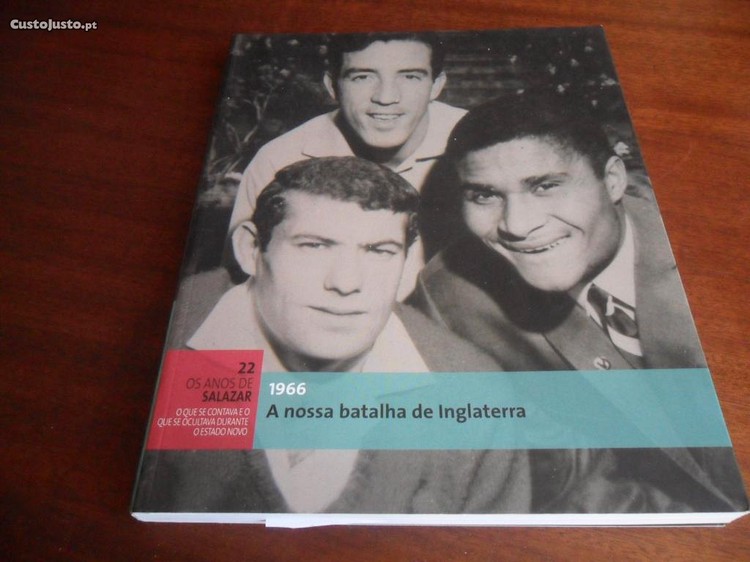 CustoJusto.pt
22
OS ANOS DE
SALAZAR
O QUE SE CONTAVA E O
QUE SE OCULTAVA DURANTE
O ESTADO NOVO
1966
A nossa batalha de Inglaterra